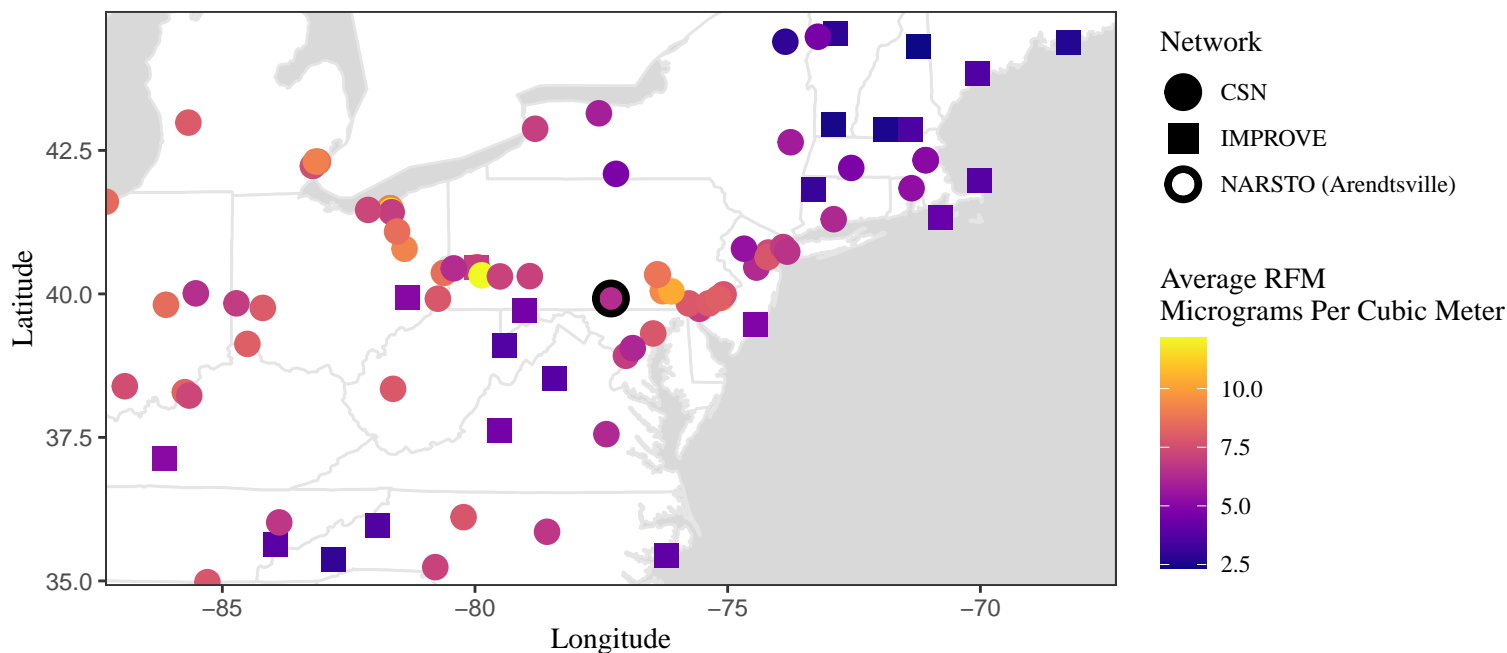 42.5
40.0
37.5
35.0
Latitude
−85
−80
−75
−70
Longitude
Network
CSN
IMPROVE
NARSTO (Arendtsville)
Average RFM
Micrograms Per Cubic Meter
10.0
7.5
5.0
2.5